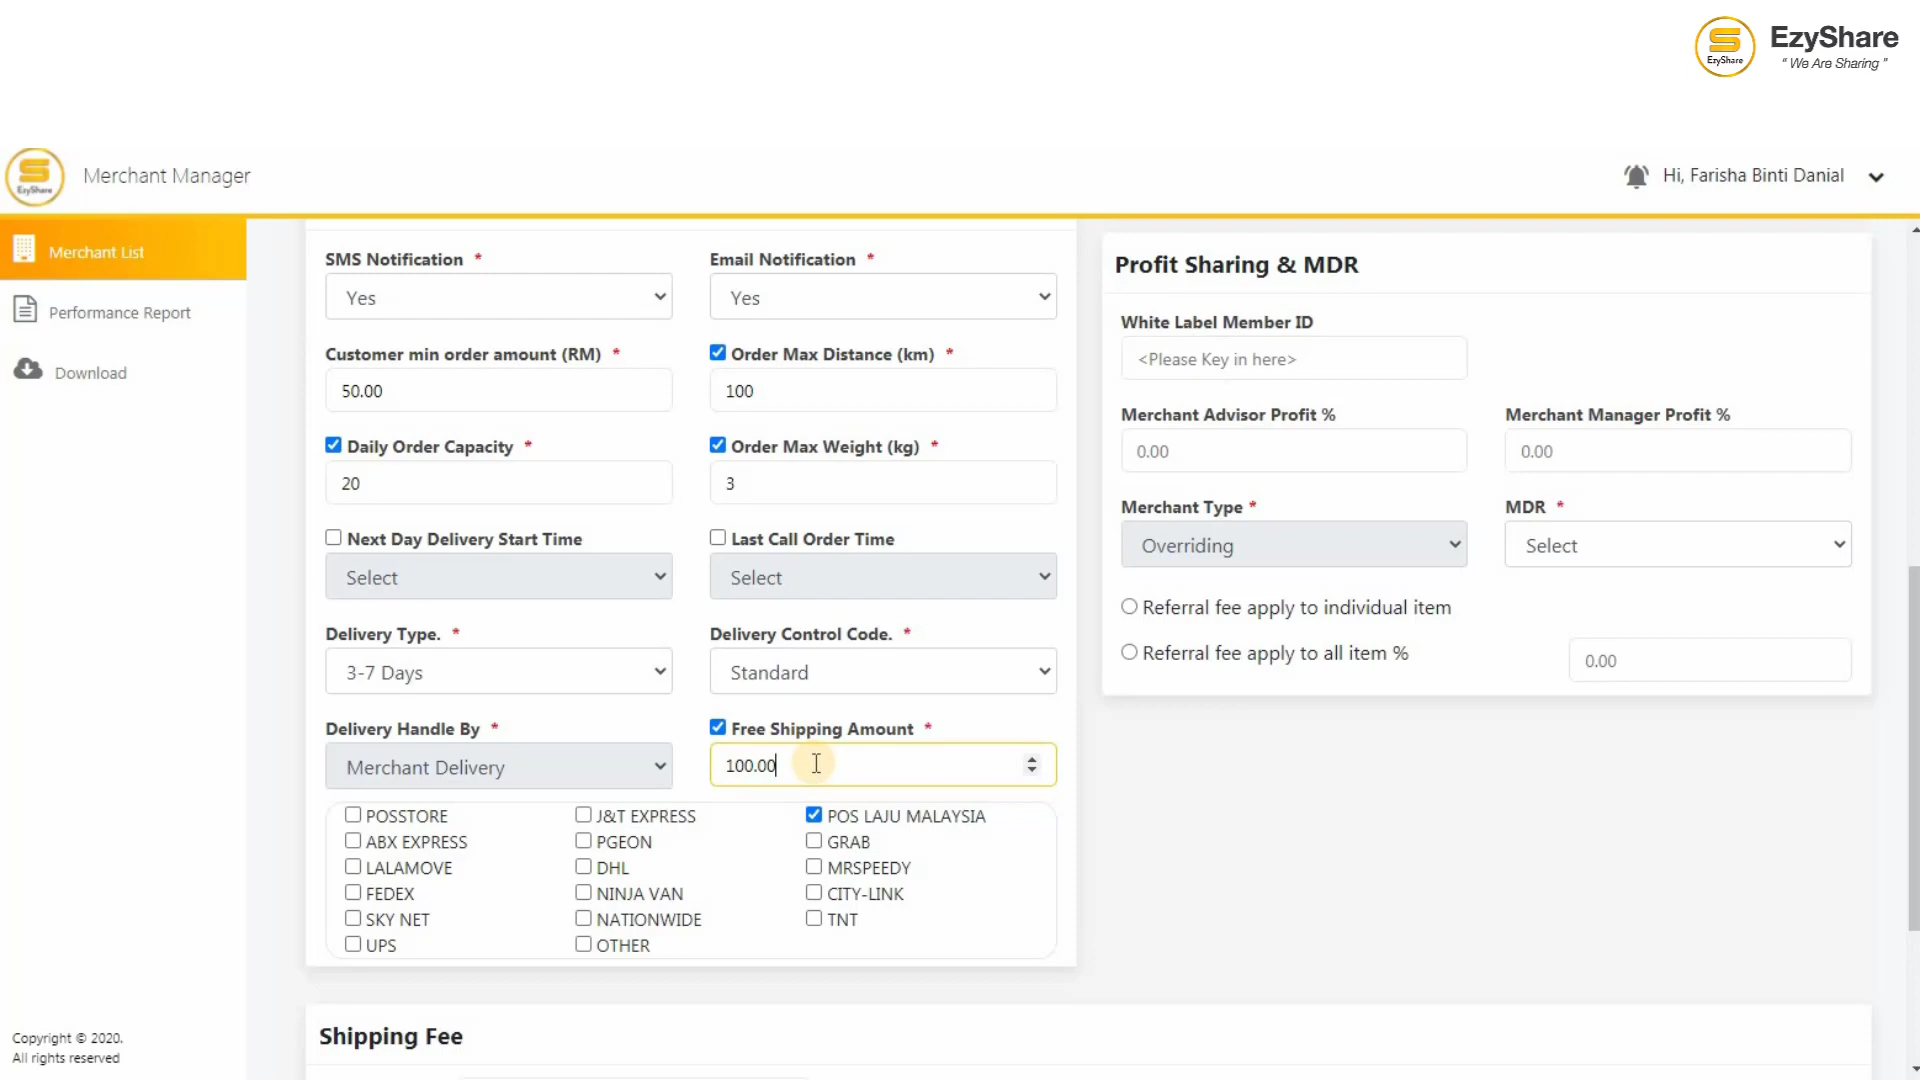 EzyShare
EzyShare
" We Are Sharing "
EzyShare
Merchant Manager
Hi, Farisha Binti Danial
Merchant List
Performance Report
Download
SMS Notification *
Email Notification *
Yes
Yes
Customer min order amount (RM) *
Order Max Distance (km) *
50.00
100
Daily Order Capacity *
Order Max Weight (kg) *
20
3
Next Day Delivery Start Time
Last Call Order Time
Select
Select
Delivery Type. *
Delivery Control Code. *
3-7 Days
Standard
Delivery Handle By *
Free Shipping Amount *
Merchant Delivery
100.00
POSSTORE
J&T EXPRESS
POS LAJU MALAYSIA
ABX EXPRESS
PGEON
GRAB
LALAMOVE
DHL
MRSPEEDY
FEDEX
NINJA VAN
CITY-LINK
SKY NET
NATIONWIDE
TNT
UPS
OTHER
Profit Sharing & MDR
White Label Member ID
<Please Key in here>
Merchant Advisor Profit %
Merchant Manager Profit %
0.00
0.00
Merchant Type *
MDR *
Overriding
Select
Referral fee apply to individual item
Referral fee apply to all item %
0.00
Shipping Fee
Copyright © 2020.
All rights reserved